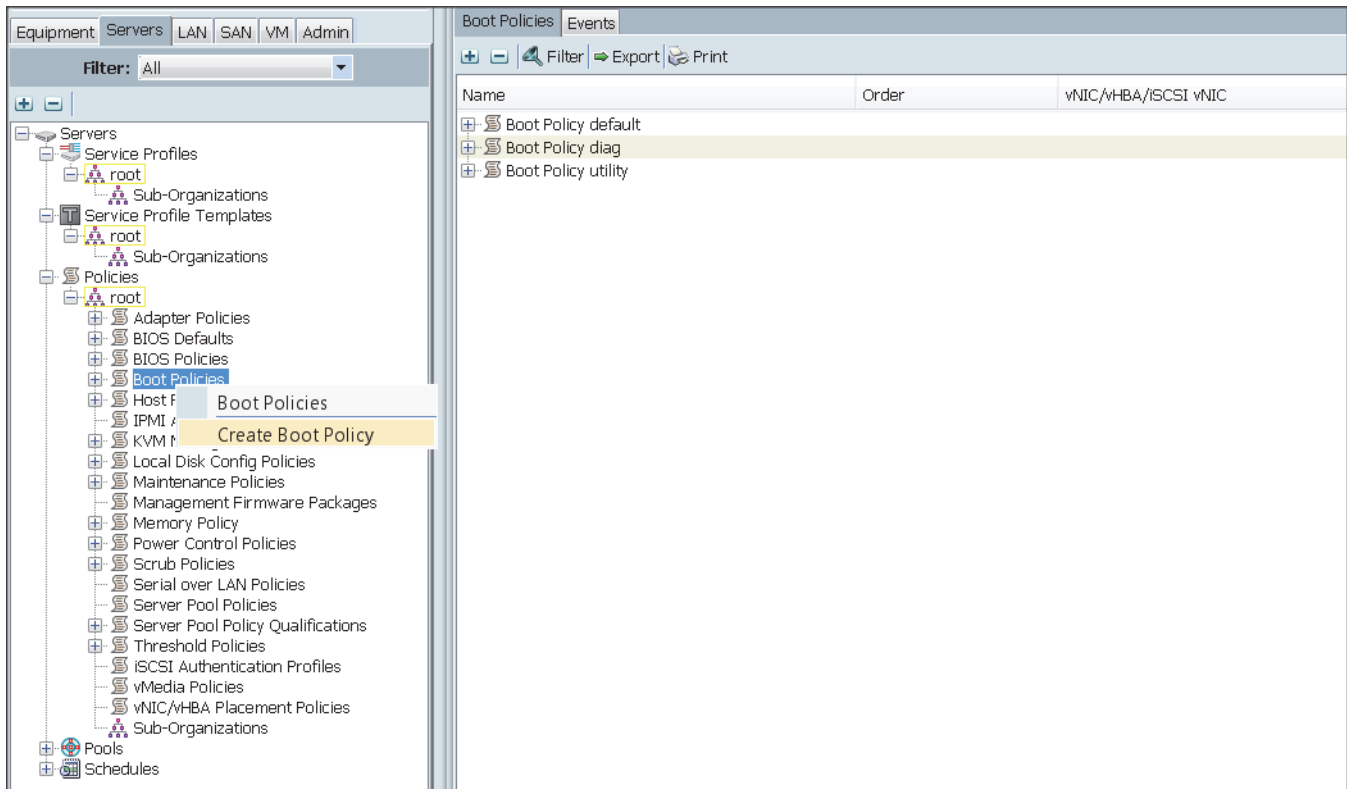 Equipment Servers LAN SAN VM Admin
Filter: All
Servers
Service Profiles
root
Sub-Organizations
Service Profile Templates
root
Sub-Organizations
Policies
root
Adapter Policies
BIOS Defaults
BIOS Policies
Boot Policies
Host
IPMI
KVM
Boot Policies
Create Boot Policy
Local Disk Config Policies
Maintenance Policies
Management Firmware Packages
Memory Policy
Power Control Policies
Scrub Policies
Serial over LAN Policies
Server Pool Policies
Server Pool Policy Qualifications
Threshold Policies
iSCSI Authentication Profiles
vMedia Policies
vNIC/vHBA Placement Policies
Sub-Organizations
Pools
Schedules
Boot Policies Events
Filter Export Print
Name Order vNIC/vHBA/iSCSI vNIC
Boot Policy default
Boot Policy diag
Boot Policy utility